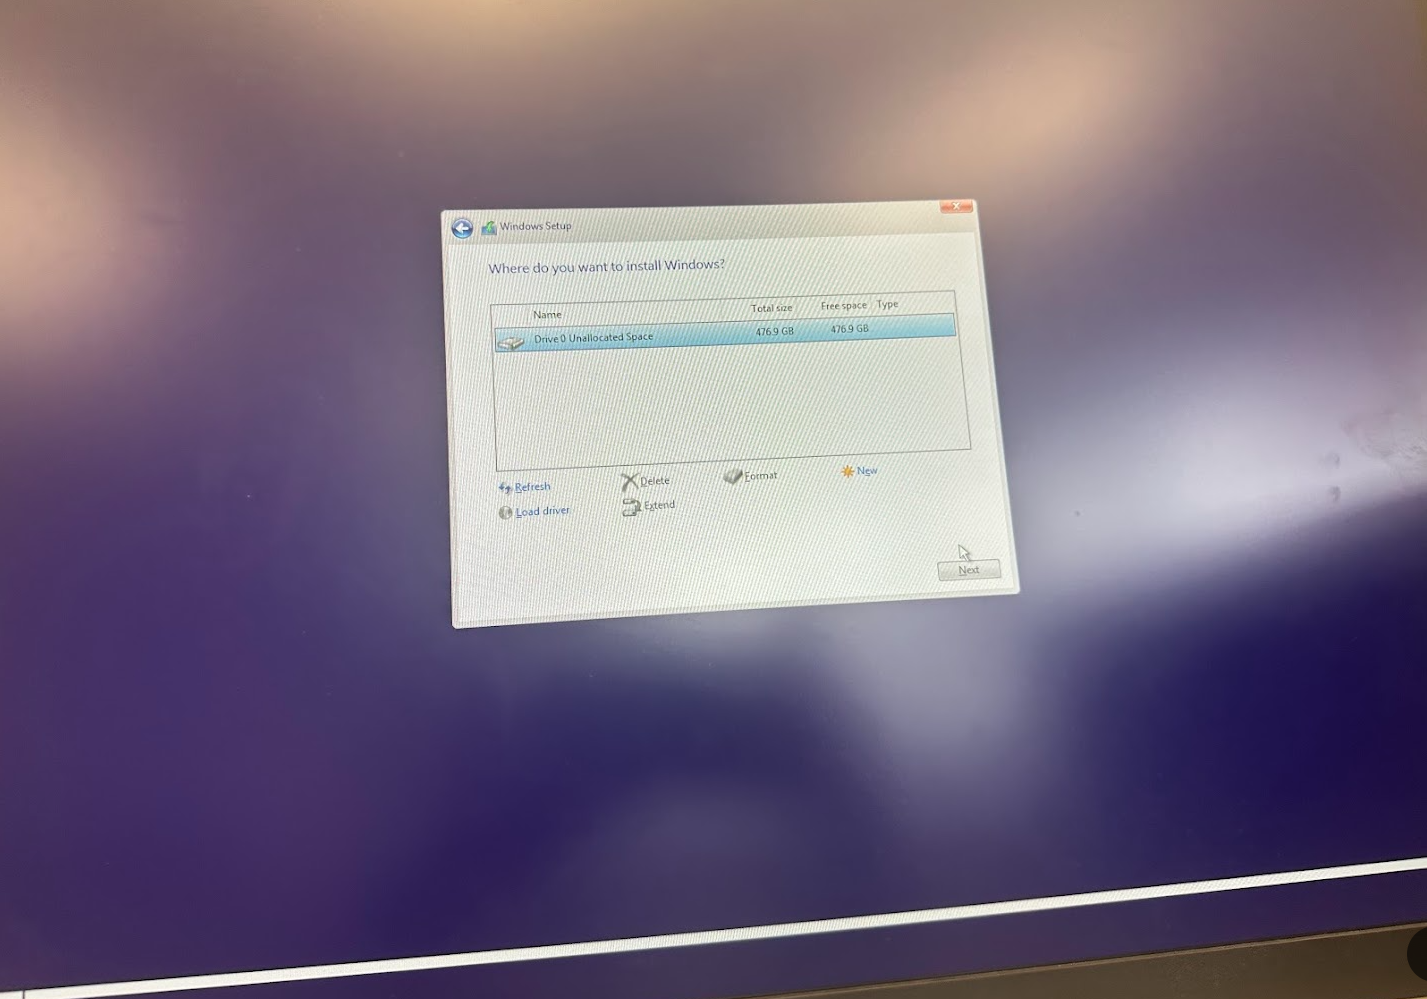 Windows Setup
Where do you want to install Windows?
Name Total size Free space Type
Drive 0 Unallocated Space 476.9 GB 476.9 GB
Refresh Delete Format New
Load driver Extend
Next